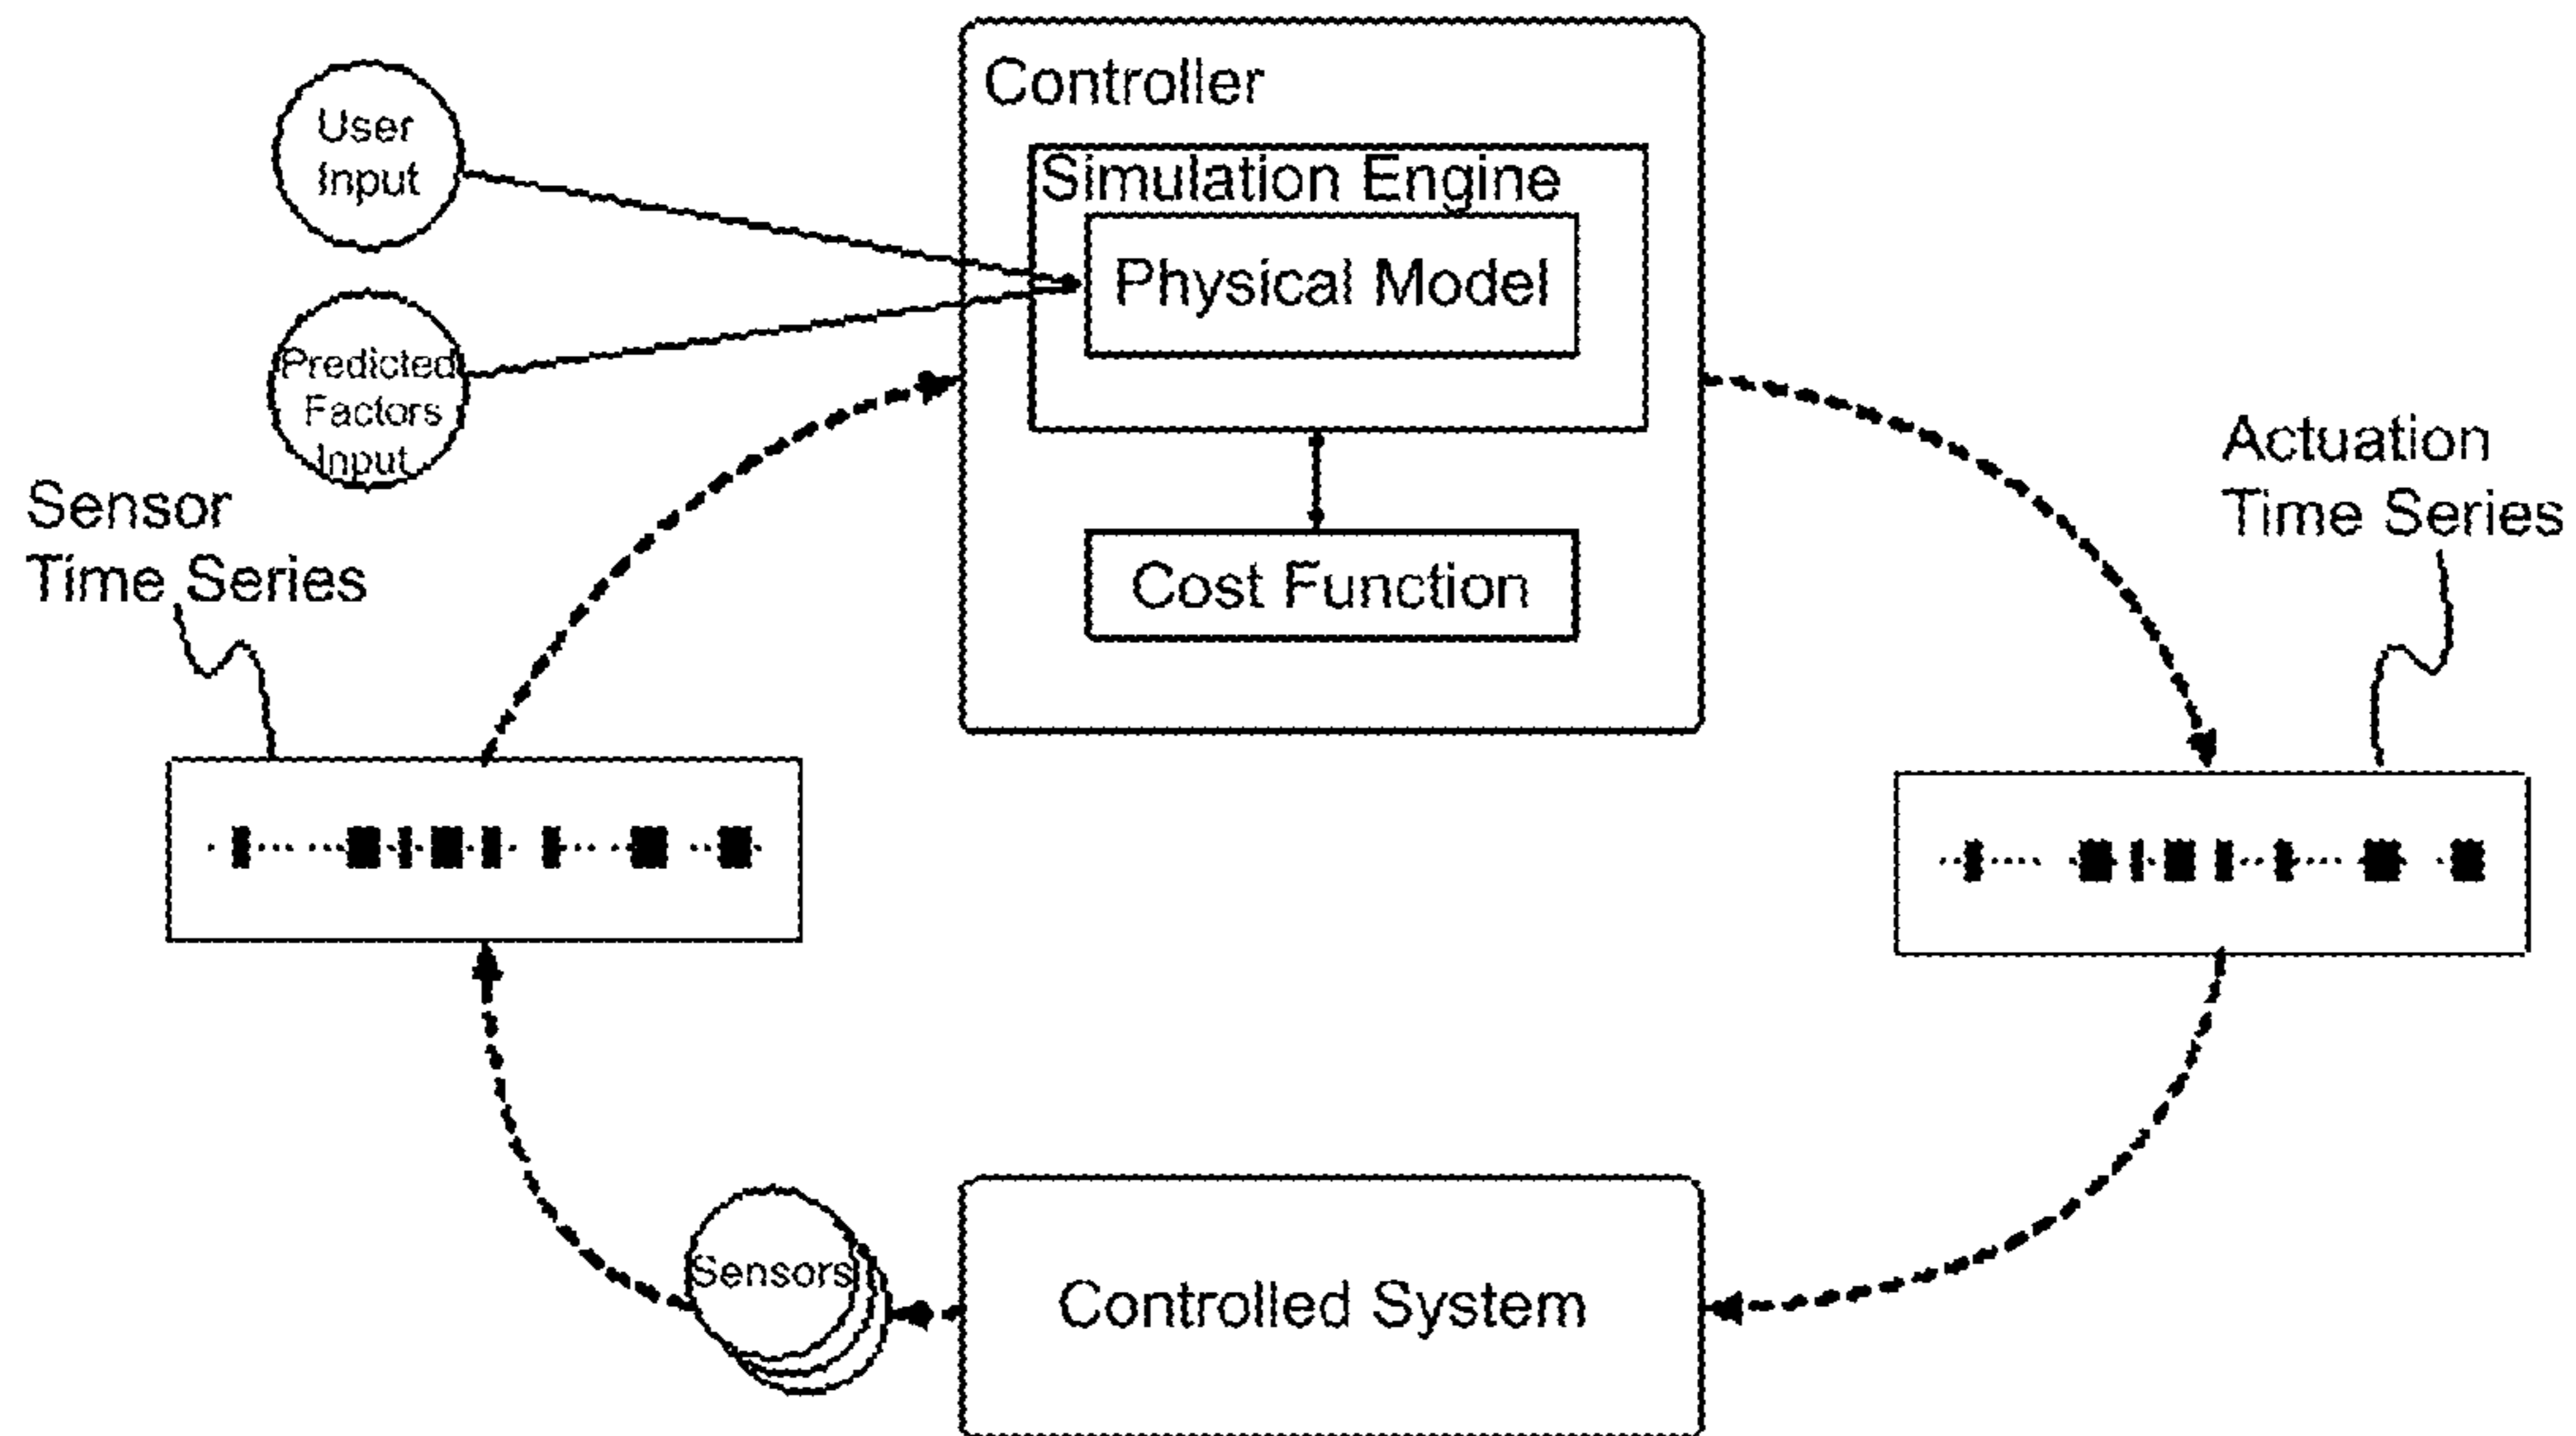 Controller
User
Input
Simulation Engine
Physical Model
Predicted
Factors
Input
Actuation
Time Series
Sensor
Time Series
Cost Function
Sensors
Controlled System